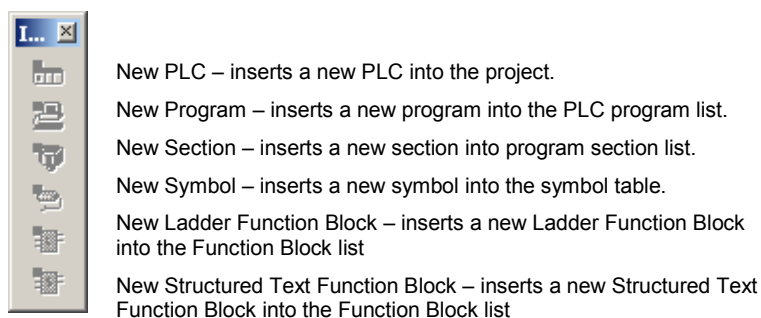 I...
New PLC – inserts a new PLC into the project.
New Program – inserts a new program into the PLC program list.
New Section – inserts a new section into program section list.
New Symbol – inserts a new symbol into the symbol table.
New Ladder Function Block – inserts a new Ladder Function Block
into the Function Block list
New Structured Text Function Block – inserts a new Structured Text
Function Block into the Function Block list